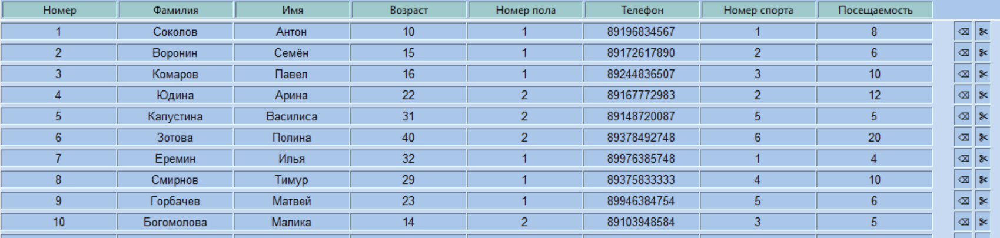 Номер Фамилия Имя Возраст Номер пола Телефон Номер спорта Посещаемость
1 Соколов Антон 10 1 89196834567 1 8
2 Воронин Семён 15 1 89172617890 2 6
3 Комаров Павел 16 1 89244836507 3 10
4 Юдина Арина 22 2 89167772983 2 12
5 Капустина Василиса 31 2 89148720087 5 5
6 Зотова Полина 40 2 89378492748 6 20
7 Еремин Илья 32 1 89976385748 1 4
8 Смирнов Тимур 29 1 89375833333 4 10
9 Горбачев Матвей 23 1 89946384754 5 6
10 Богомолова Малика 14 2 89103948584 3 5